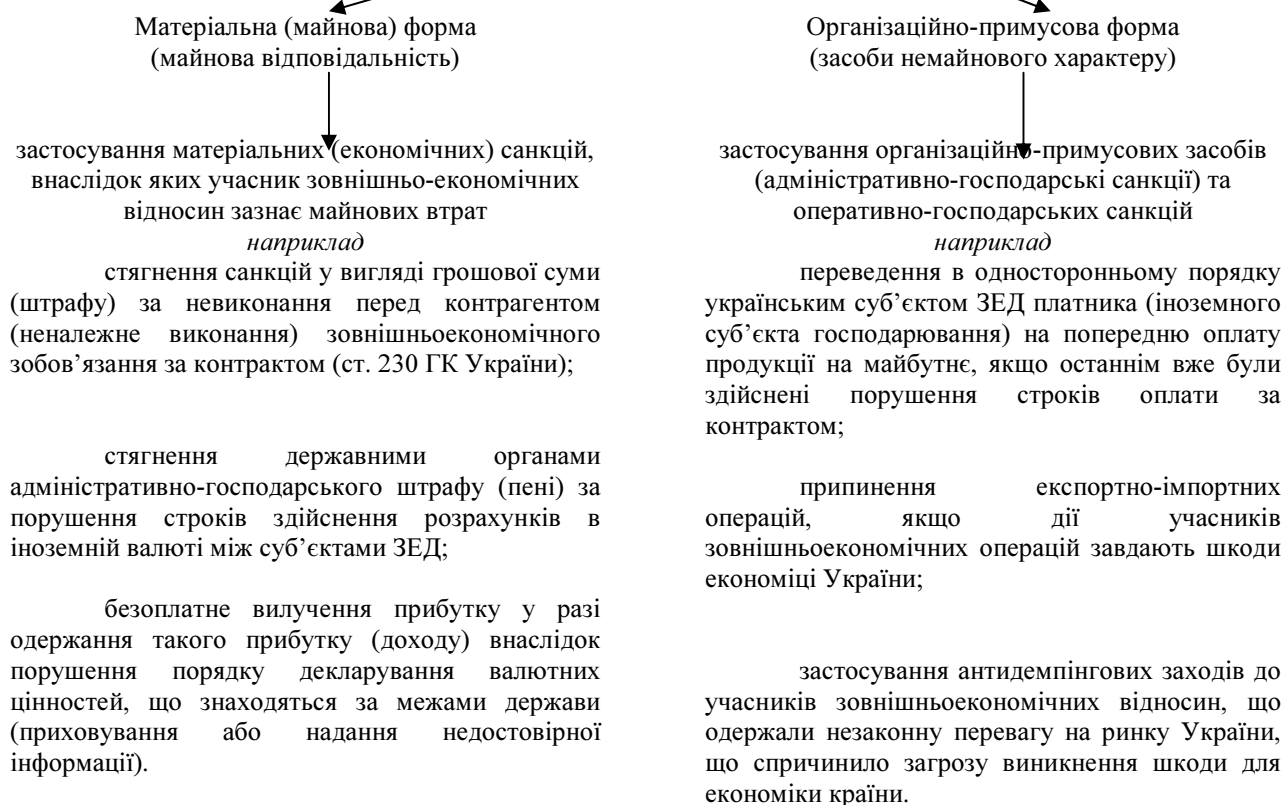 Матеріальна (майнова) форма
(майнова відповідальність)
застосування матеріальних (економічних) санкцій,
внаслідок яких учасник зовнішньо-економічних
відносин зазнає майнових втрат
наприклад
стягнення санкцій у вигляді грошової суми
(штрафу) за невиконання перед контрагентом
(неналежне виконання) зовнішньоекономічного
зобов’язання за контрактом (ст. 230 ГК України);
стягнення державними органами
адміністративно-господарського штрафу (пені) за
порушення строків здійснення розрахунків в
іноземній валюті між суб’єктами ЗЕД;
безоплатне вилучення прибутку у разі
одержання такого прибутку (доходу) внаслідок
порушення порядку декларування валютних
цінностей, що знаходяться за межами держави
(приховування або надання недостовірної
інформації).
Організаційно-примусова форма
(засоби немайнового характеру)
застосування організаційно-примусових засобів
(адміністративно-господарські санкції) та
оперативно-господарських санкцій
наприклад
переведення в односторонньому порядку
українським суб’єктом ЗЕД платника (іноземного
суб’єкта господарювання) на попередню оплату
продукції на майбутнє, якщо останнім вже були
здійснені порушення строків оплати за
контрактом;
припинення експортно-імпортних
операцій, якщо дії учасників
зовнішньоекономічних операцій завдають шкоди
економіці України;
застосування антидемпінгових заходів до
учасників зовнішньоекономічних відносин, що
одержали незаконну перевагу на ринку України,
що спричинило загрозу виникнення шкоди для
економіки країни.